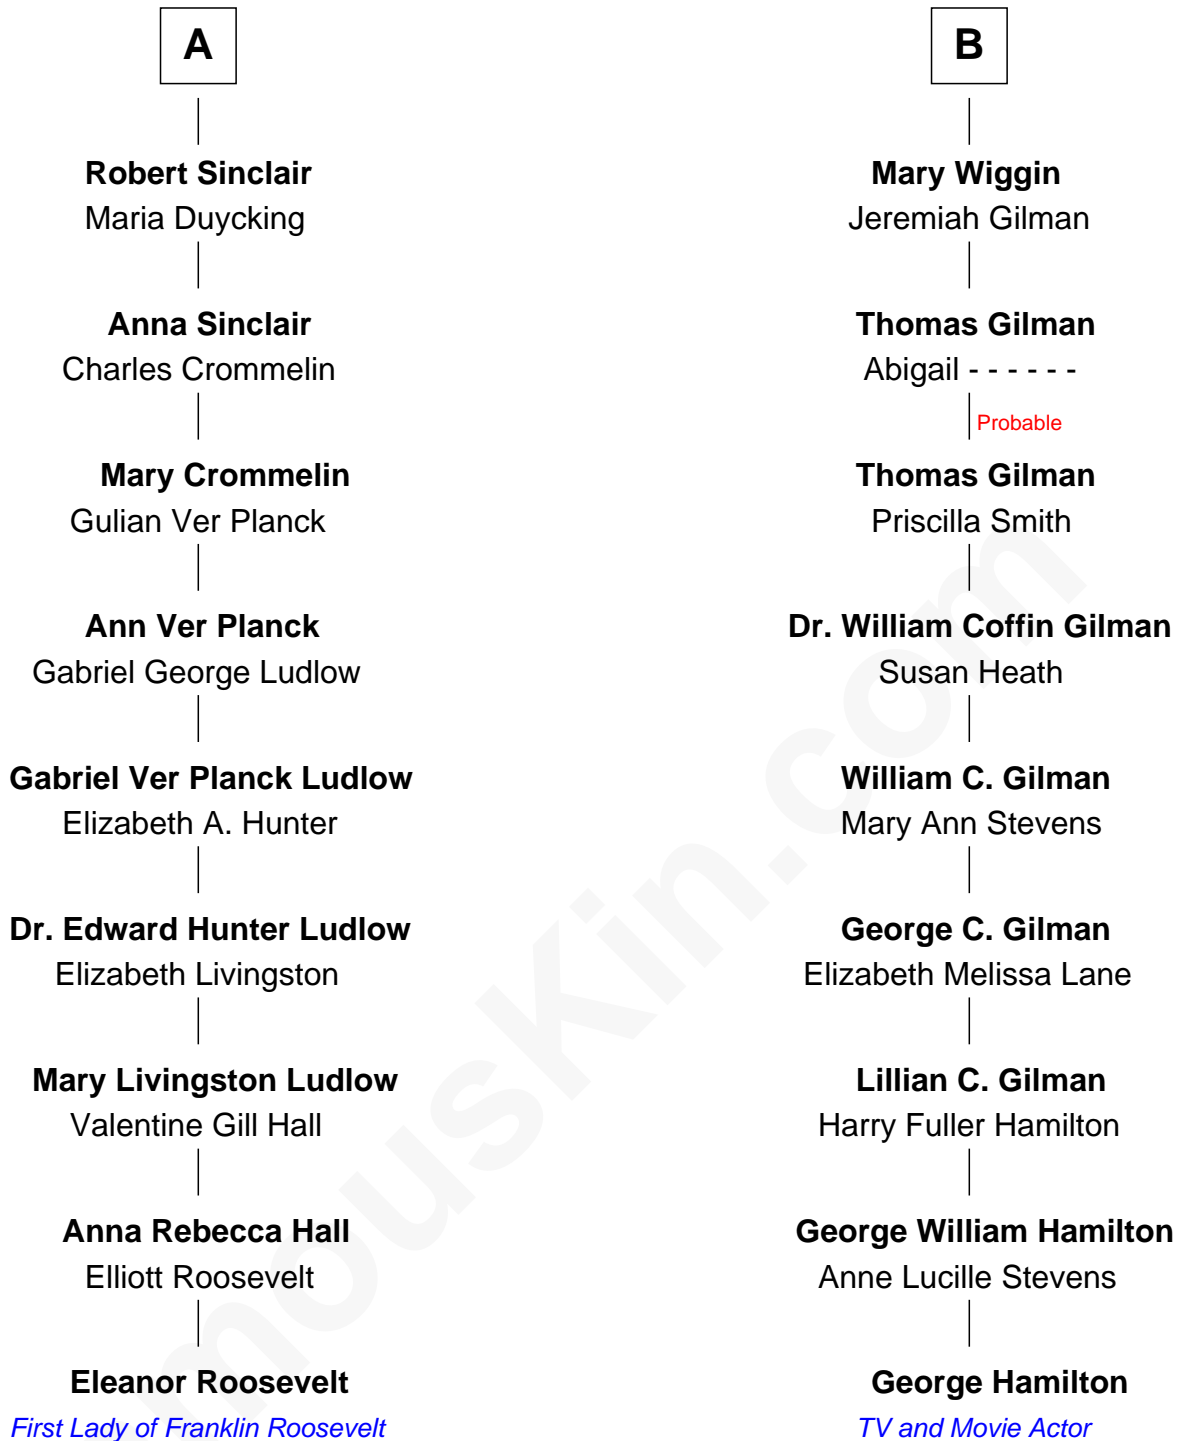 A
Robert Sinclair
Maria Duycking
Anna Sinclair
Charles Crommelin
Mary Crommelin
Gulian Ver Planck
Ann Ver Planck
Gabriel George Ludlow
Gabriel Ver Planck Ludlow
Elizabeth A. Hunter
Dr. Edward Hunter Ludlow
Elizabeth Livingston
Mary Livingston Ludlow
Valentine Gill Hall
Anna Rebecca Hall
Elliott Roosevelt
Eleanor Roosevelt
First Lady of Franklin Roosevelt
B
Mary Wiggin
Jeremiah Gilman
Thomas Gilman
Abigail - - - - - -
Probable
Thomas Gilman
Priscilla Smith
Dr. William Coffin Gilman
Susan Heath
William C. Gilman
Mary Ann Stevens
George C. Gilman
Elizabeth Melissa Lane
Lillian C. Gilman
Harry Fuller Hamilton
George William Hamilton
Anne Lucille Stevens
George Hamilton
TV and Movie Actor
mousKin.com